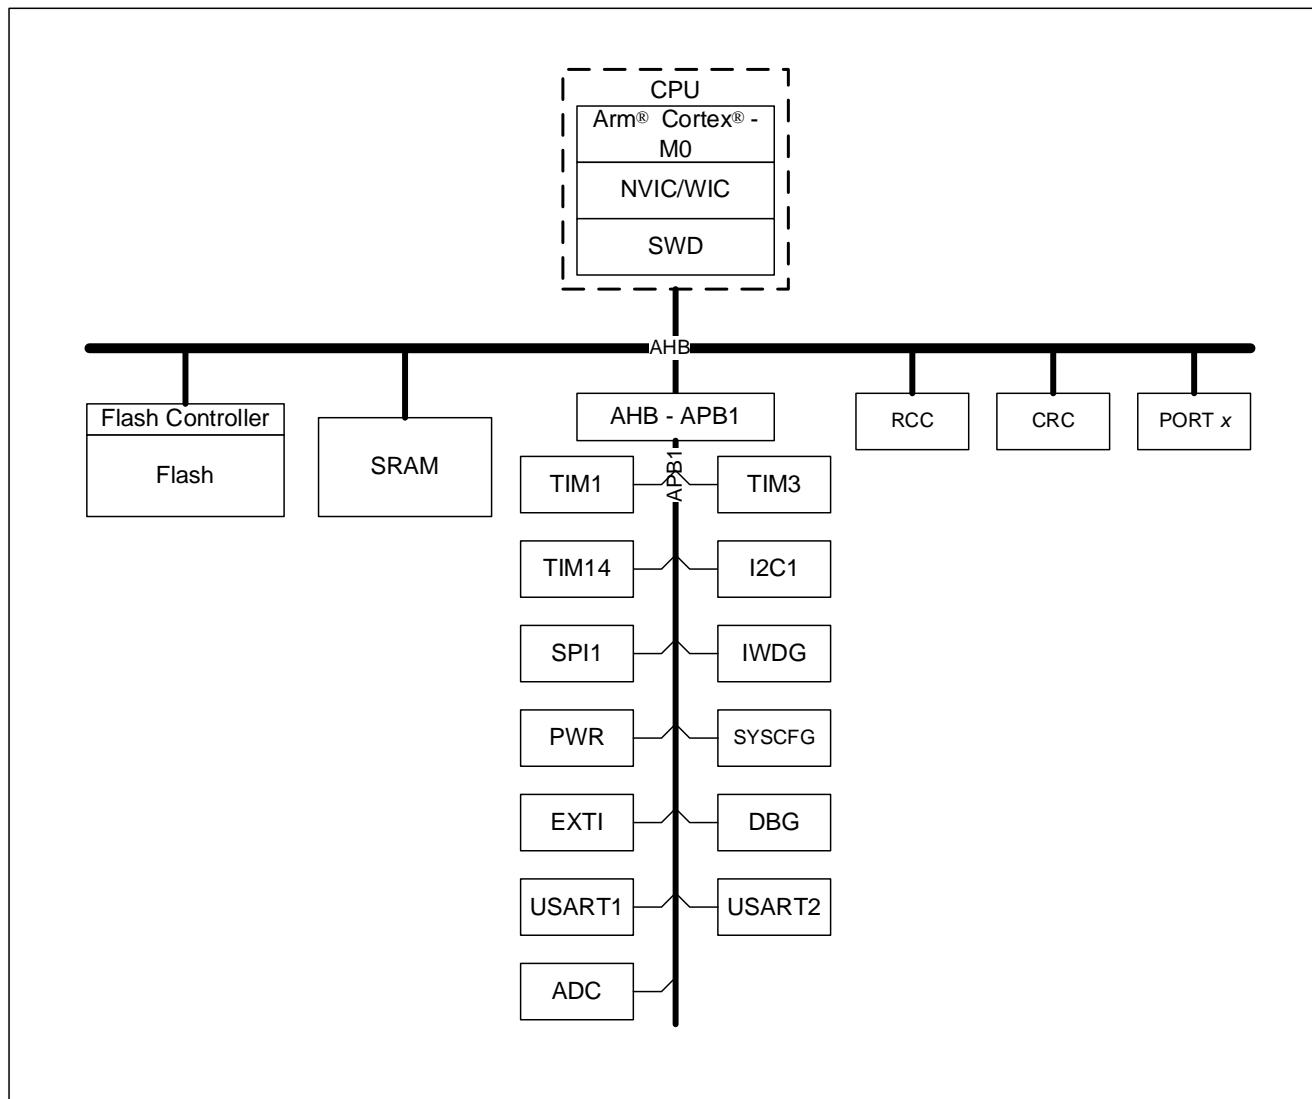 CPU
Arm® Cortex® -
M0
NVIC/WIC
SWD
AHB
Flash Controller
Flash
SRAM
AHB - APB1
RCC
CRC
PORT x
APB1
TIM1
TIM3
TIM14
I2C1
SPI1
IWDG
PWR
SYSCFG
EXTI
DBG
USART1
USART2
ADC